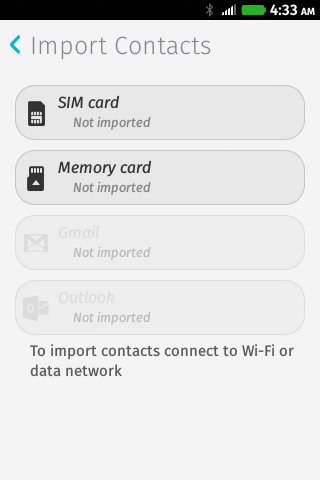 4:33 AM
Import Contacts
SIM card
Not imported
Memory card
Not imported
Gmail
Not imported
Outlook
Not imported
To import contacts connect to Wi-Fi or
data network